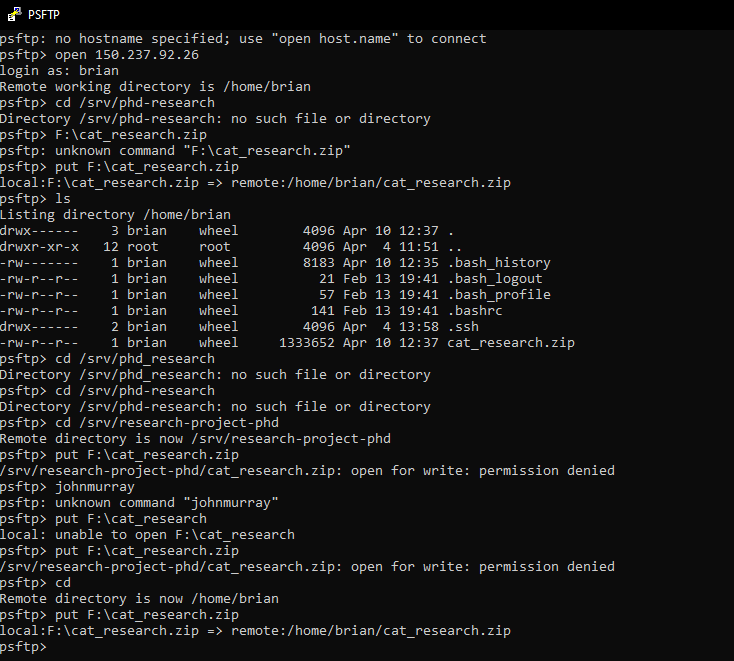 PSFTP
psftp: no hostname specified; use "open host.name" to connect
psftp> open 150.237.92.26
login as: brian
Remote working directory is /home/brian
psftp> cd /srv/phd-research
Directory /srv/phd-research: no such file or directory
psftp> F:\cat_research.zip
psftp: unknown command "F:\cat_research.zip"
psftp> put F:\cat_research.zip
local:F:\cat_research.zip => remote:/home/brian/cat_research.zip
psftp> ls
Listing directory /home/brian
drwx------    3 brian    wheel        4096 Apr 10 12:37 .
drwxr-xr-x   12 root     root         4096 Apr  4 11:51 ..
-rw-------    1 brian    wheel        8183 Apr 10 12:35 .bash_history
-rw-r--r--    1 brian    wheel          21 Feb 13 19:41 .bash_logout
-rw-r--r--    1 brian    wheel          57 Feb 13 19:41 .bash_profile
-rw-r--r--    1 brian    wheel         141 Feb 13 19:41 .bashrc
drwx------    2 brian    wheel        4096 Apr  4 13:58 .ssh
-rw-r--r--    1 brian    wheel     1333652 Apr 10 12:37 cat_research.zip
psftp> cd /srv/phd_research
Directory /srv/phd_research: no such file or directory
psftp> cd /srv/phd-research
Directory /srv/phd-research: no such file or directory
psftp> cd /srv/research-project-phd
Remote directory is now /srv/research-project-phd
psftp> put F:\cat_research.zip
/srv/research-project-phd/cat_research.zip: open for write: permission denied
psftp> johnmurray
psftp: unknown command "johnmurray"
psftp> put F:\cat_research
local: unable to open F:\cat_research
psftp> put F:\cat_research.zip
/srv/research-project-phd/cat_research.zip: open for write: permission denied
psftp> cd
Remote directory is now /home/brian
psftp> put F:\cat_research.zip
local:F:\cat_research.zip => remote:/home/brian/cat_research.zip
psftp>